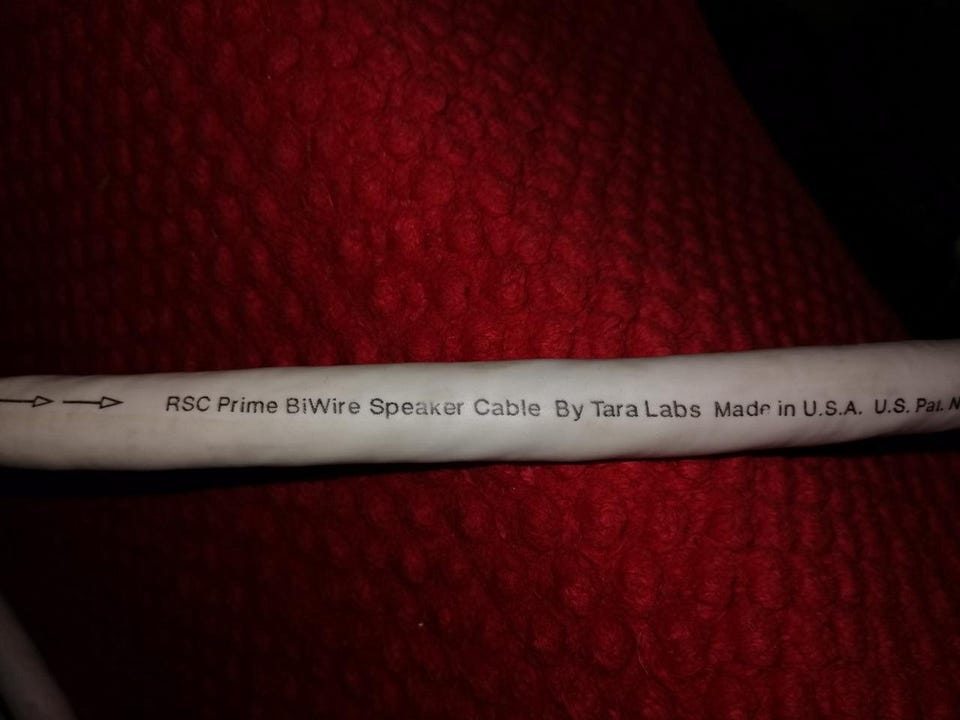 RSC Prime BiWire Speaker Cable By Tara Labs Made in U.S.A. U.S. Pat.